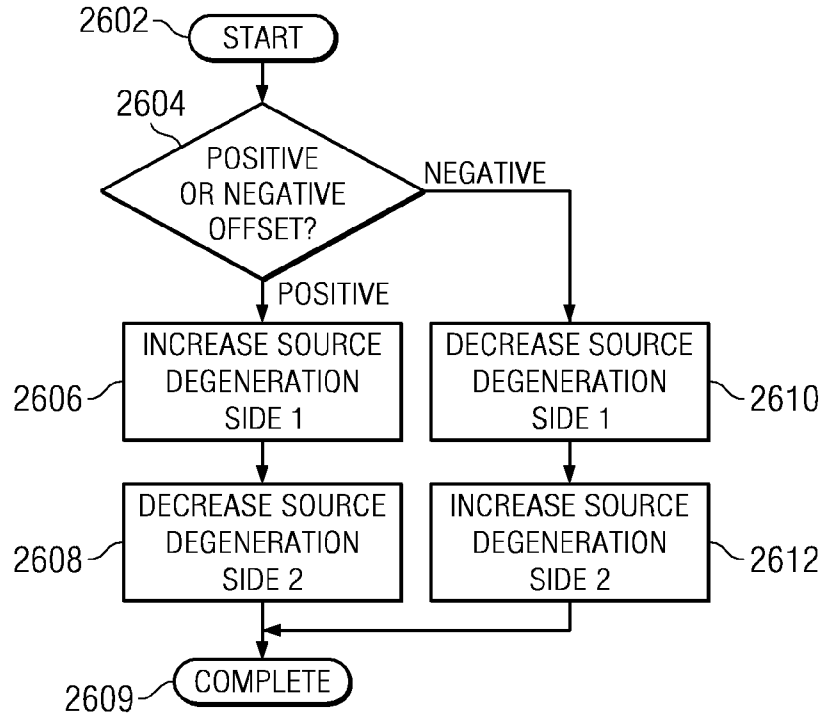 2602
START
2604
POSITIVE
OR NEGATIVE
OFFSET?
NEGATIVE
POSITIVE
INCREASE SOURCE
DEGENERATION
SIDE 1
2606
DECREASE SOURCE
DEGENERATION
SIDE 1
2610
DECREASE SOURCE
DEGENERATION
SIDE 2
2608
INCREASE SOURCE
DEGENERATION
SIDE 2
2612
COMPLETE
2609